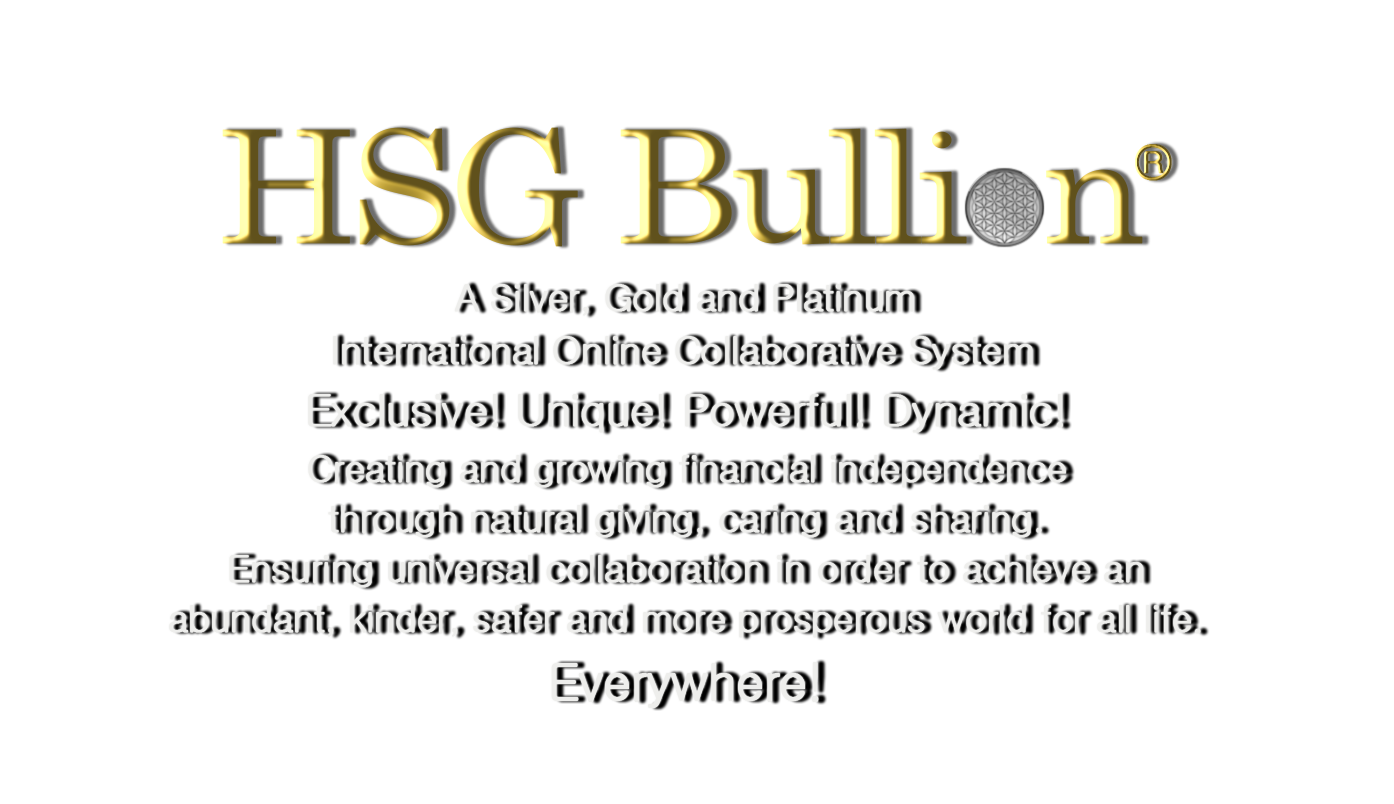 HSG Bullion®
A Silver, Gold and Platinum
International Online Collaborative System
Exclusive! Unique! Powerful! Dynamic!
Creating and growing financial independence
through natural giving, caring and sharing.
Ensuring universal collaboration in order to achieve an
abundant, kinder, safer and more prosperous world for all life.
Everywhere!